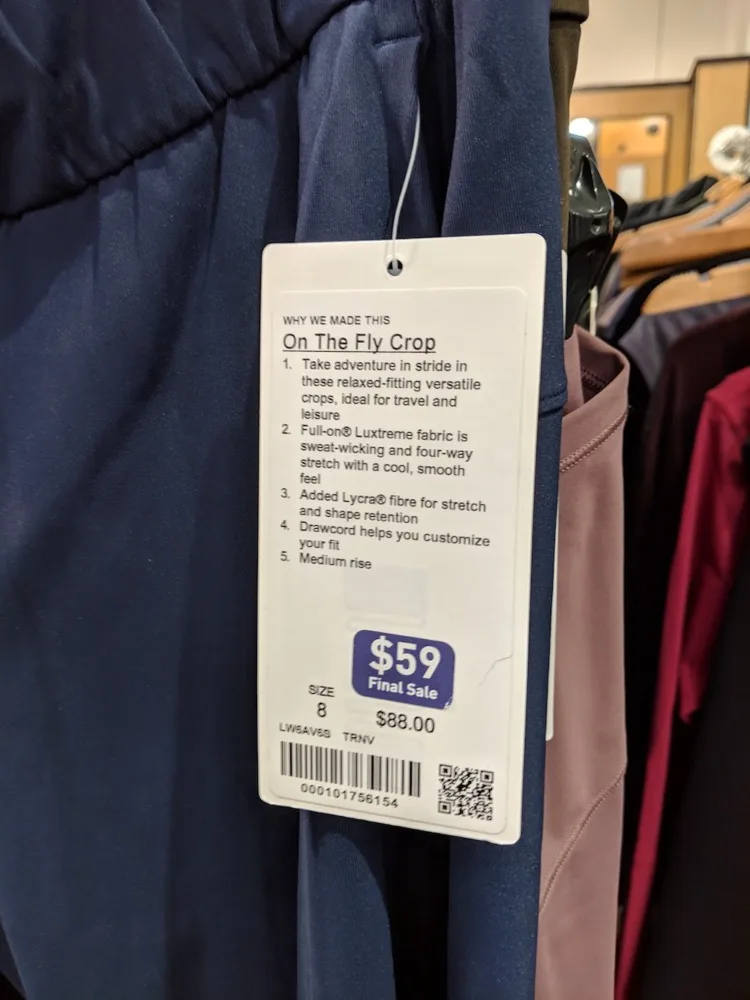 WHY WE MADE THIS
On The Fly Crop
1. Take adventure in stride in
these relaxed-fitting versatile
crops, ideal for travel and
leisure
2. Full-on® Luxtreme fabric is
sweat-wicking and four-way
stretch with a cool, smooth
feel
3. Added Lycra® fibre for stretch
and shape retention
4. Drawcord helps you customize
your fit
5. Medium rise
$59
Final Sale
SIZE
8 $88.00
LW6AV6S TRNV
000101756154